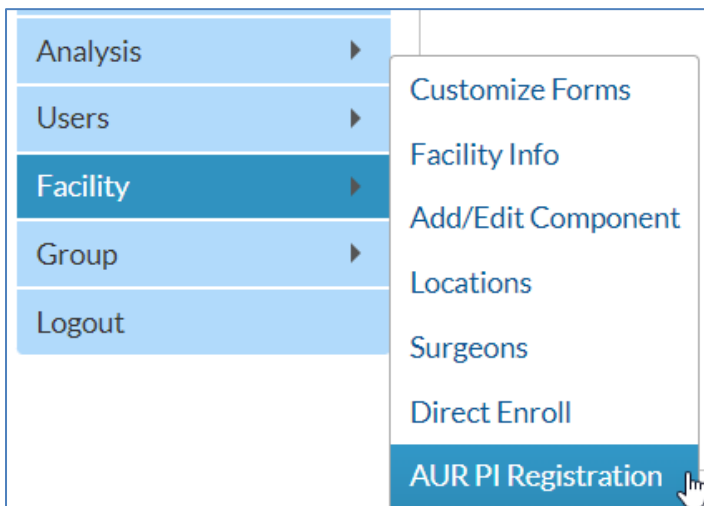 Analysis
Users
Facility
Group
Logout
Customize Forms
Facility Info
Add/Edit Component
Locations
Surgeons
Direct Enroll
AUR PI Registration